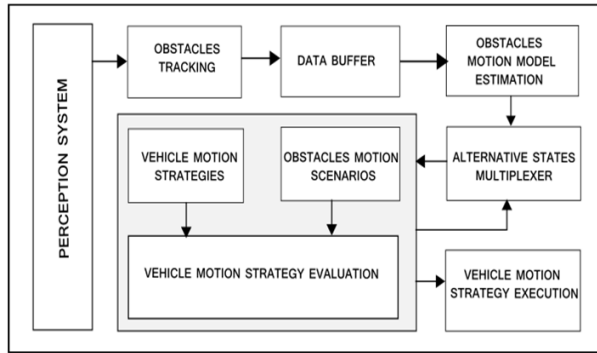 PERCEPTION SYSTEM
OBSTACLES
TRACKING
DATA BUFFER
OBSTACLES
MOTION MODEL
ESTIMATION
VEHICLE MOTION
STRATEGIES
OBSTACLES MOTION
SCENARIOS
ALTERNATIVE STATES
MULTIPLEXER
VEHICLE MOTION STRATEGY EVALUATION
VEHICLE MOTION
STRATEGY EXECUTION